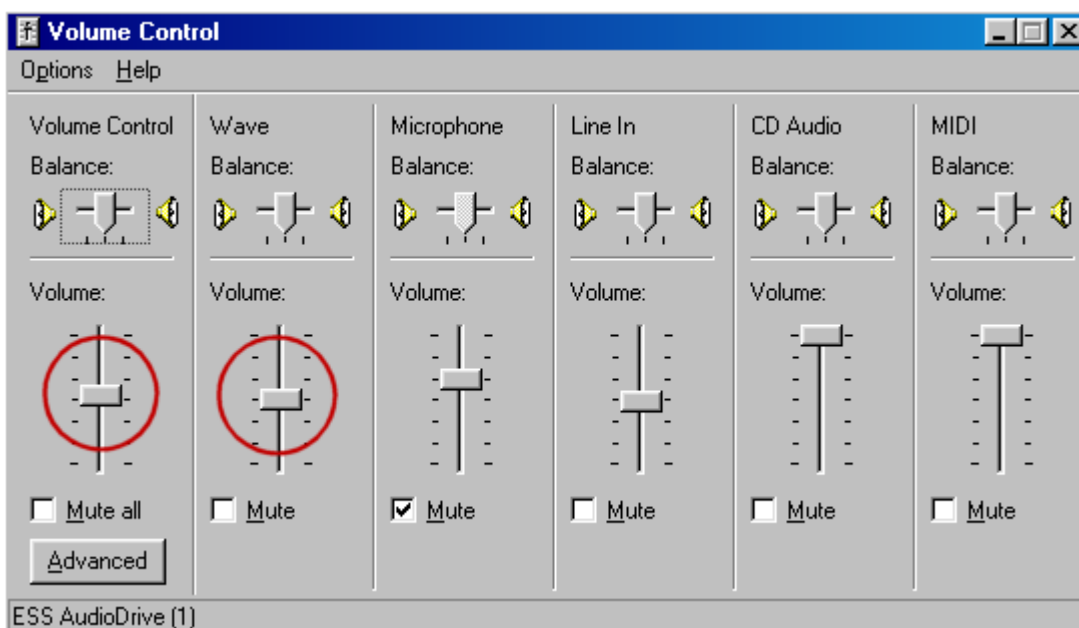 Volume Control
Options Help
Volume Control Wave Microphone Line In CD Audio MIDI
Balance: Balance: Balance: Balance: Balance: Balance:
Volume: Volume: Volume: Volume: Volume: Volume:
Mute all Mute Mute Mute Mute Mute
Advanced
ESS AudioDrive (1)